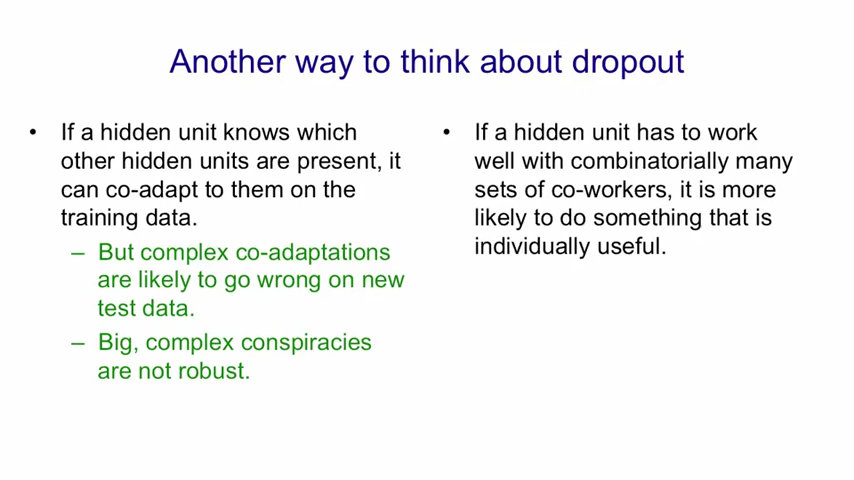 Another way to think about dropout
• If a hidden unit knows which
other hidden units are present, it
can co-adapt to them on the
training data.
– But complex co-adaptations
are likely to go wrong on new
test data.
– Big, complex conspiracies
are not robust.
• If a hidden unit has to work
well with combinatorially many
sets of co-workers, it is more
likely to do something that is
individually useful.